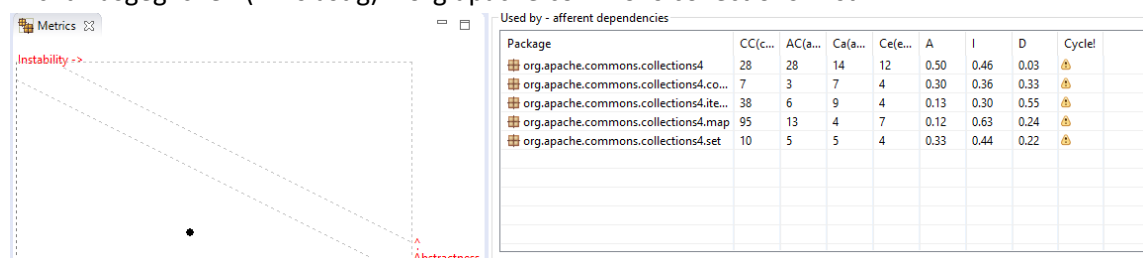 Metrics
Instability ->
^
Abstractness
Used by - afferent dependencies
Package CC(c... AC(a... Ca(a... Ce(e... A I D Cycle!
org.apache.commons.collections4 28 28 14 12 0.50 0.46 0.03
org.apache.commons.collections4.co... 7 3 7 4 0.30 0.36 0.33
org.apache.commons.collections4.ite... 38 6 9 4 0.13 0.30 0.55
org.apache.commons.collections4.map 95 13 4 7 0.12 0.63 0.24
org.apache.commons.collections4.set 10 5 5 4 0.33 0.44 0.22